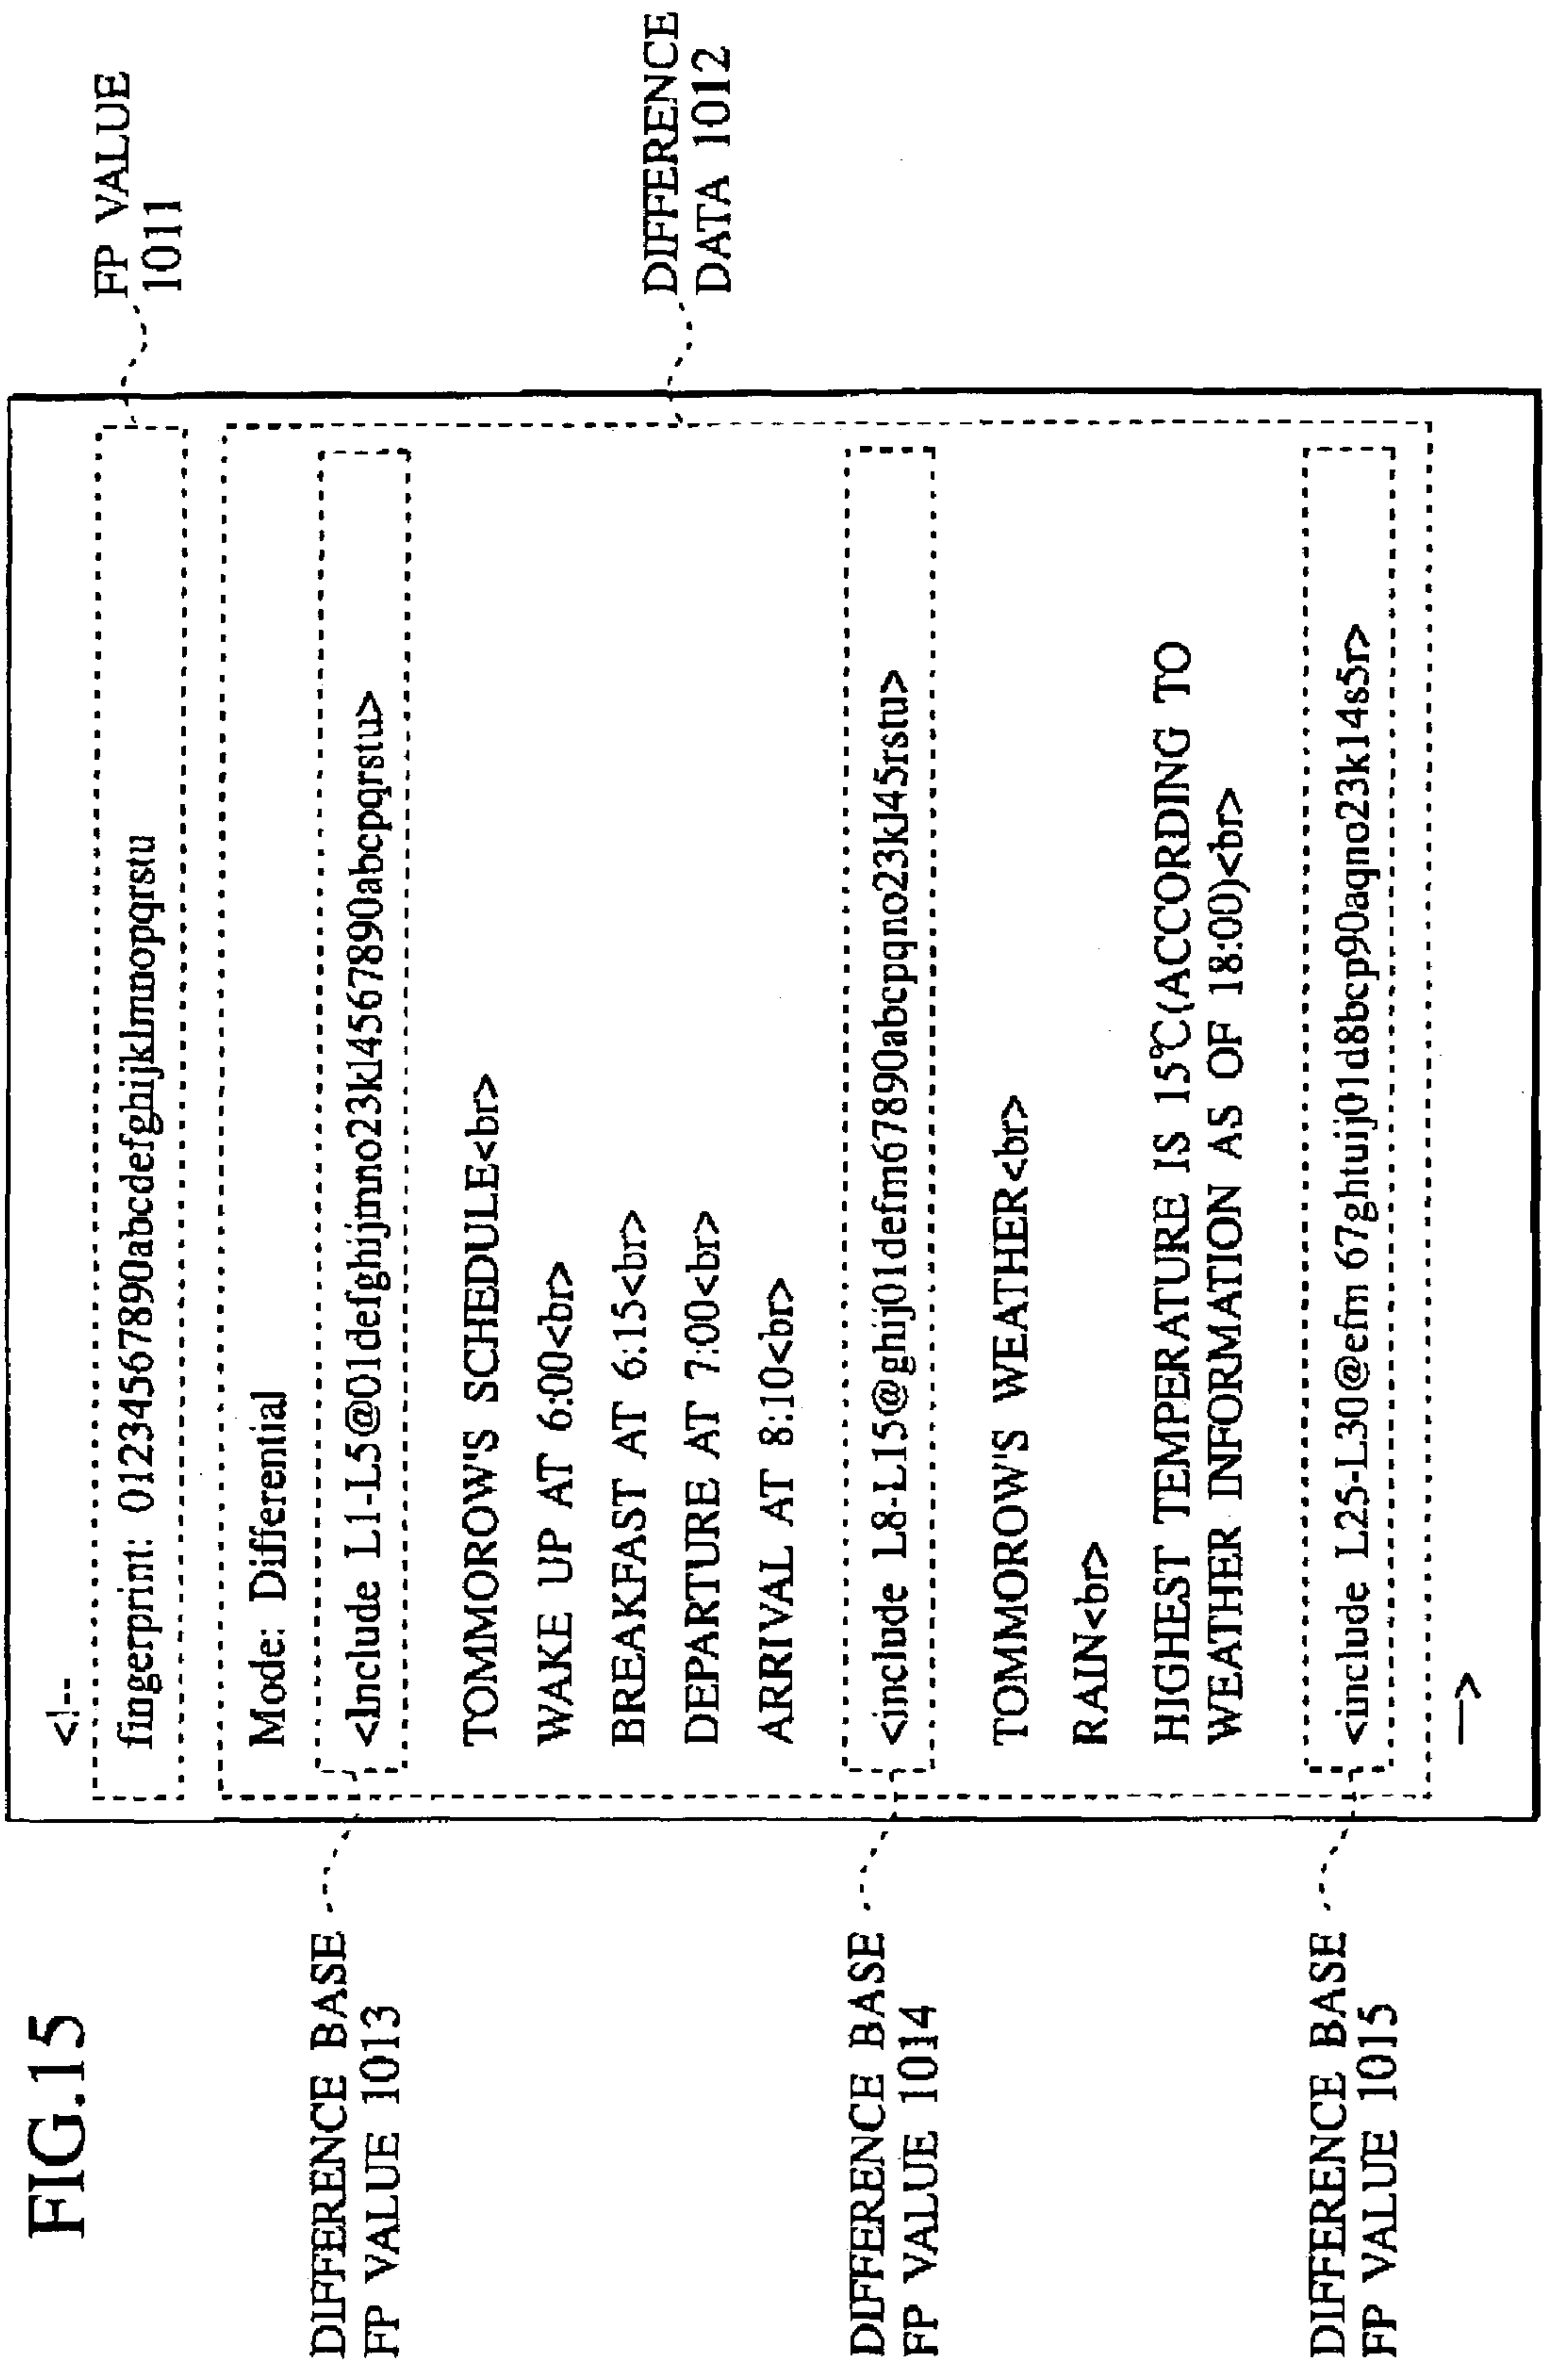 FIG.15
<!--
fingerprint: 01234567890abcdefghijklmnopqrstu
FP VALUE
1011
Mode: Differential
DIFFERENCE
DATA 1012
<Include L1-L5@01defghijmno23kl4567890abcpqrstu>
DIFFERENCE BASE
FP VALUE 1013
TOMMOROW'S SCHEDULE<br>
WAKE UP AT 6:00<br>
BREAKFAST AT 6:15<br>
DEPARTURE AT 7:00<br>
ARRIVAL AT 8:10<br>
<include L8-L15@ghij01defm67890abcpqno23kl45rstu>
DIFFERENCE BASE
FP VALUE 1014
TOMMOROW'S WEATHER<br>
RAIN<br>
HIGHEST TEMPERATURE IS 15℃(ACCORDING TO
WEATHER INFORMATION AS OF 18:00)<br>
<include L25-L30@efm 67ghtuij01d8bcp90aqno23k14s5r>
DIFFERENCE BASE
FP VALUE 1015
-->